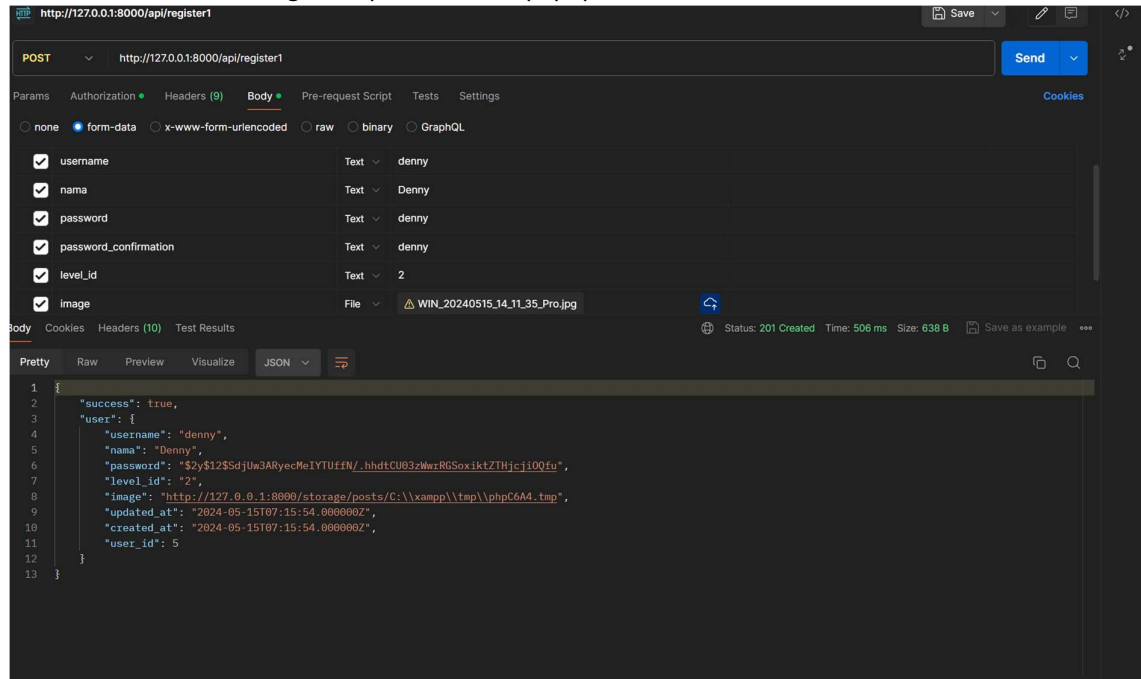 HTTP http://127.0.0.1:8000/api/register1
Save
POST http://127.0.0.1:8000/api/register1 Send
Params Authorization Headers (9) Body Pre-request Script Tests Settings Cookies
none form-data x-www-form-urlencoded raw binary GraphQL
username Text denny
nama Text Denny
password Text denny
password_confirmation Text denny
level_id Text 2
image File WIN_20240515_14_11_35_Pro.jpg
Body Cookies Headers (10) Test Results Status: 201 Created Time: 506 ms Size: 638 B Save as example
Pretty Raw Preview Visualize JSON
1 {
2 "success": true,
3 "user": {
4 "username": "denny",
5 "nama": "Denny",
6 "password": "$2y$12$SdjUw3ARyecMeIYTUffN/.hhdtCU03zWwrRGSoxiktZTHjcjiOQfu",
7 "level_id": "2",
8 "image": "http://127.0.0.1:8000/storage/posts/C:\\xampp\\tmp\\phpC6A4.tmp",
9 "updated_at": "2024-05-15T07:15:54.000000Z",
10 "created_at": "2024-05-15T07:15:54.000000Z",
11 "user_id": 5
12 }
13 }